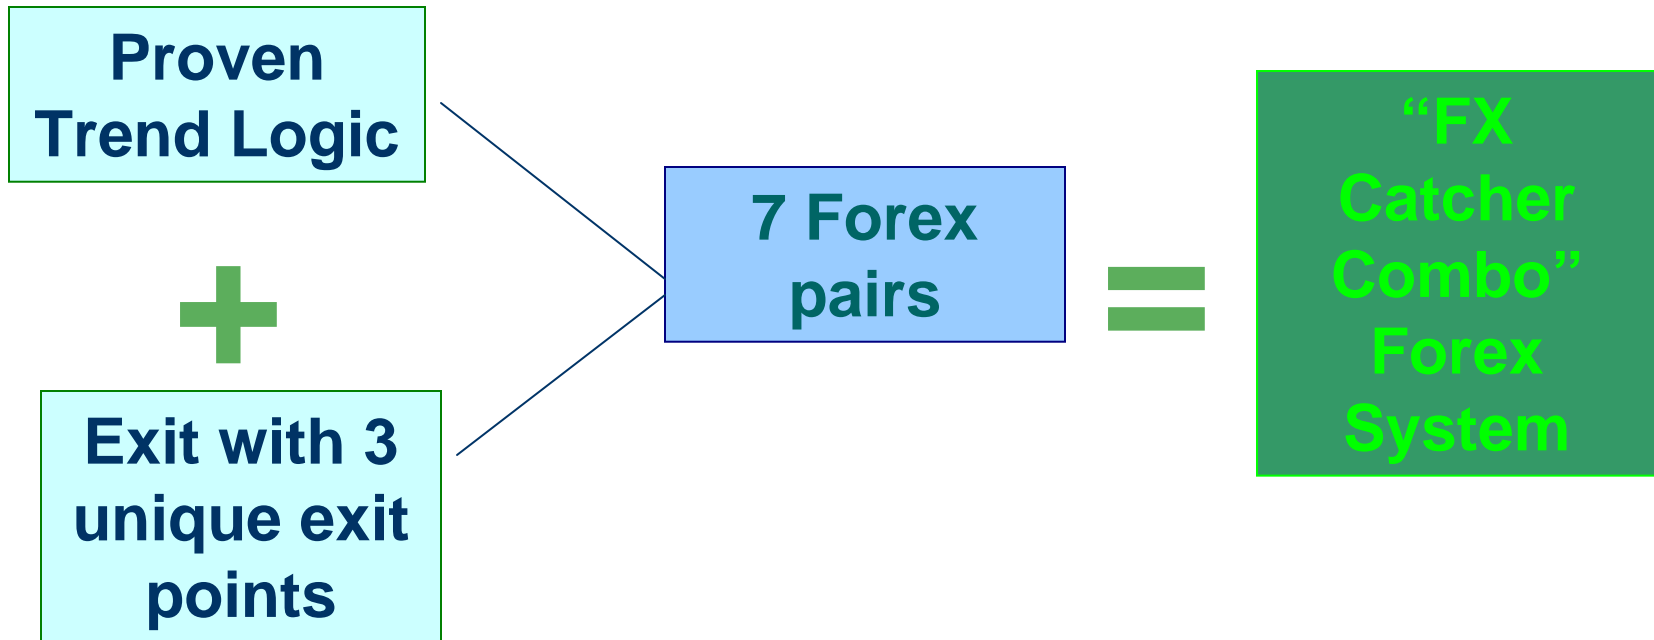 Proven
Trend Logic
+
Exit with 3
unique exit
points
7 Forex
pairs
=
“FX
Catcher
Combo”
Forex
System